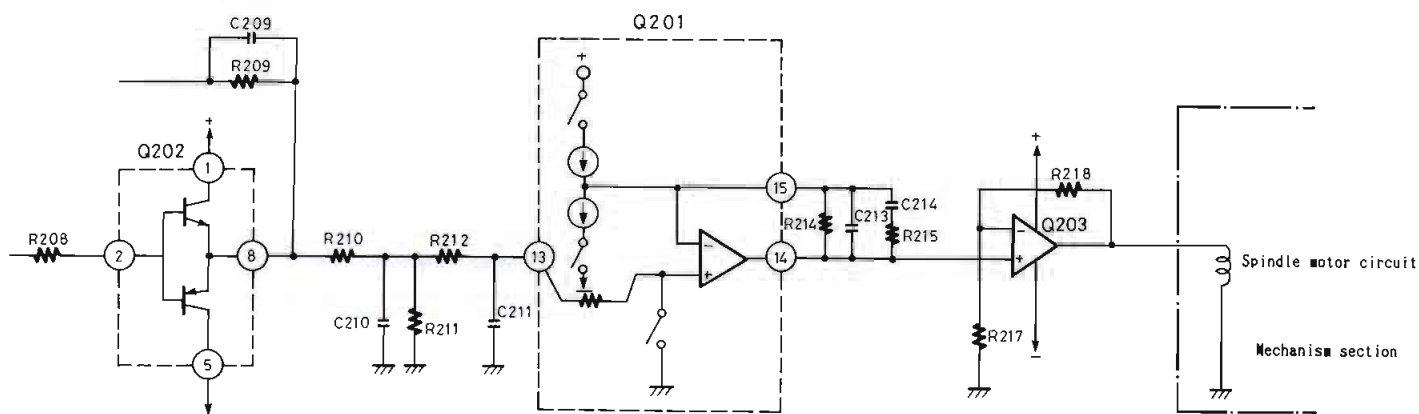 Q201
C209
R209
+
+
Q202
1
R208
2
8
R210
R212
13
C210
R211
C211
5
−
+
15
14
R214
C213
C214
R215
+
R218
Q203
−
+
R217
−
Spindle motor circuit
Mechanism section